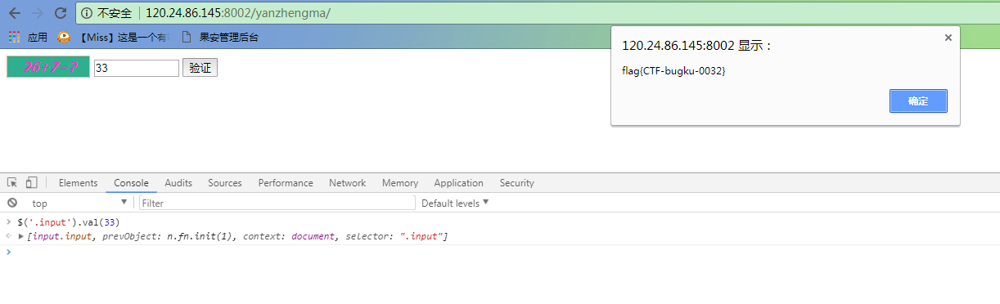 不安全 120.24.86.145:8002/yanzhengma/
应用 【Miss】这是一个有 果安管理后台
26+7=? 33 验证
120.24.86.145:8002 显示：
flag{CTF-bugku-0032}
确定
Elements Console Audits Sources Performance Network Memory Application Security
top Filter Default levels
$('.input').val(33)
[input.input, prevObject: n.fn.init(1), context: document, selector: ".input"]